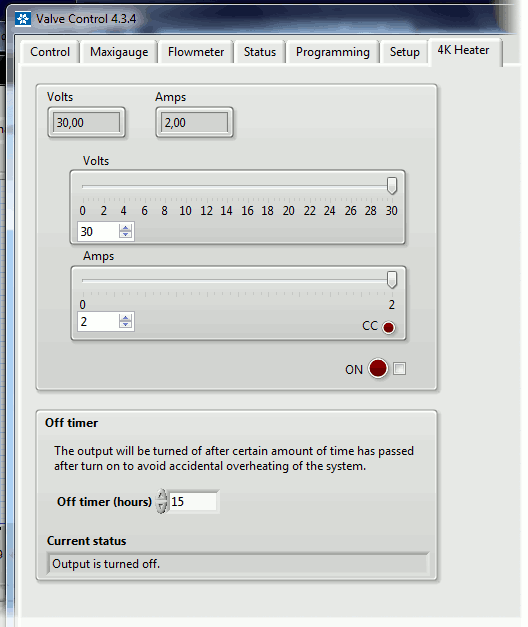 Valve Control 4.3.4
Control Maxigauge Flowmeter Status Programming Setup 4K Heater
Volts Amps
30,00 2,00
Volts
0 2 4 6 8 10 12 14 16 18 20 22 24 26 28 30
30
Amps
0 2
2
CC
ON
Off timer
The output will be turned of after certain amount of time has passed
after turn on to avoid accidental overheating of the system.
Off timer (hours) 15
Current status
Output is turned off.